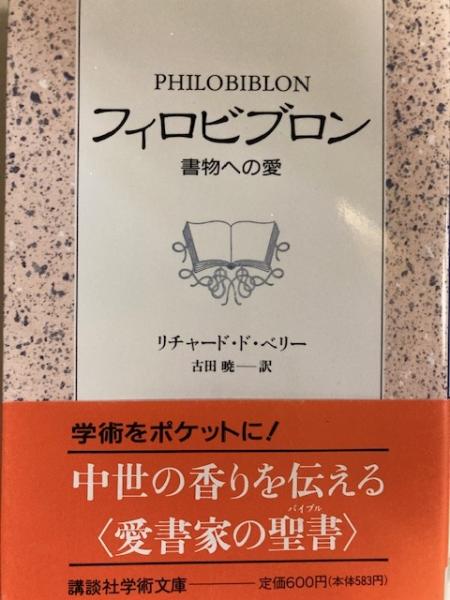 PHILOBIBLON
フィロビブロン
書物への愛
リチャード・ド・ベリー
古田 暁──訳
学術をポケットに!
中世の香りを伝える
バイブル
〈愛書家の聖書〉
講談社学術文庫────定価600円(本体583円)